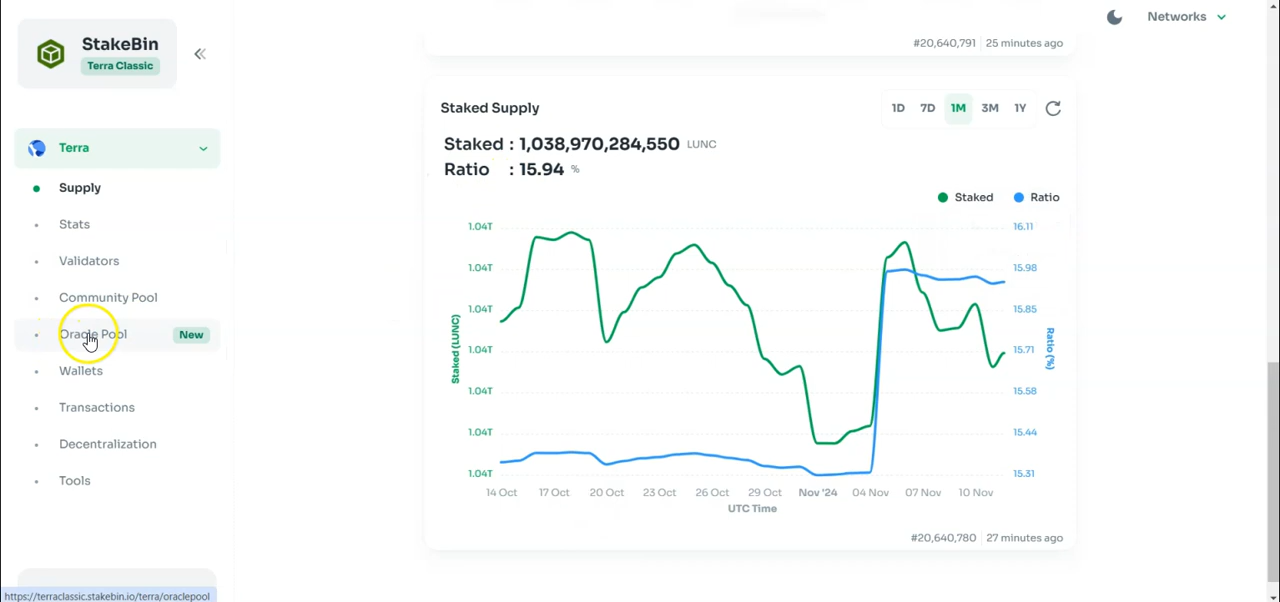 StakeBin
Terra Classic
Networks
#20,640,791 | 25 minutes ago
Terra
Supply
Stats
Validators
Community Pool
Oracle Pool New
Wallets
Transactions
Decentralization
Tools
Staked Supply
1D 7D 1M 3M 1Y
Staked : 1,038,970,284,550 LUNC
Ratio : 15.94 %
Staked Ratio
1.04T
1.04T
1.04T
1.04T
1.04T
1.04T
1.04T
Staked (LUNC)
16.11
15.98
15.85
15.71
15.58
15.44
15.31
Ratio (%)
14 Oct 17 Oct 20 Oct 23 Oct 26 Oct 29 Oct Nov '24 04 Nov 07 Nov 10 Nov
UTC Time
#20,640,780 | 27 minutes ago
https://terraclassic.stakebin.io/terra/oraclepool